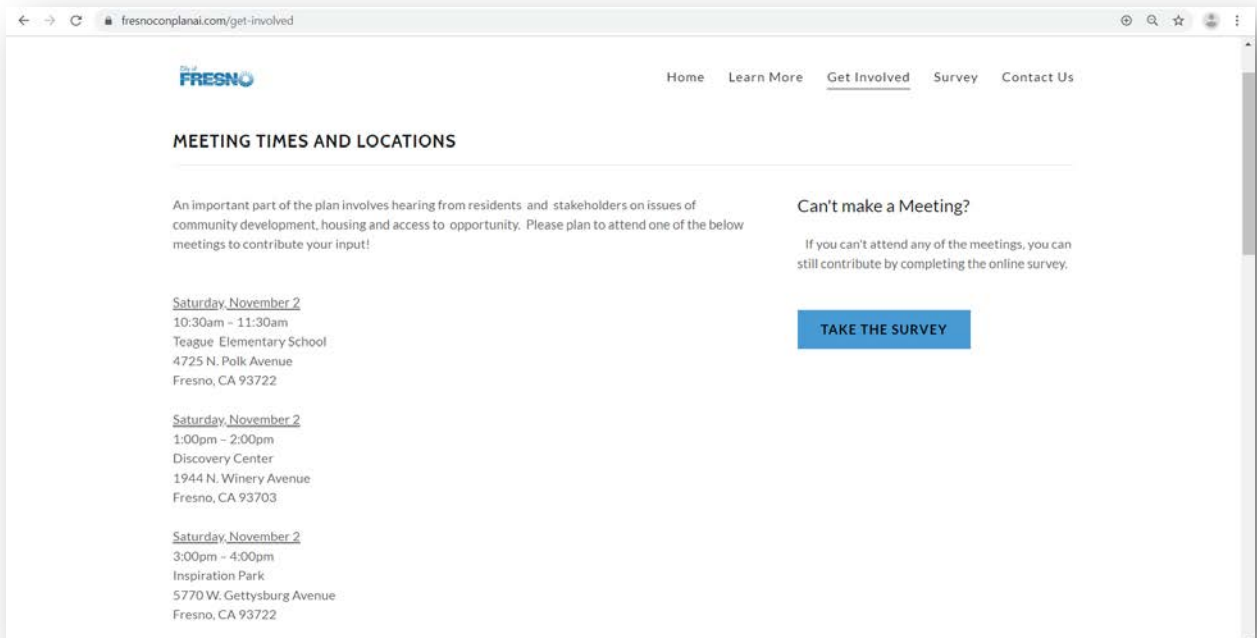 fresnoconplanai.com/get-involved
City of
FRESNO
Home Learn More Get Involved Survey Contact Us
MEETING TIMES AND LOCATIONS
An important part of the plan involves hearing from residents and stakeholders on issues of
community development, housing and access to opportunity. Please plan to attend one of the below
meetings to contribute your input!
Saturday, November 2
10:30am – 11:30am
Teague Elementary School
4725 N. Polk Avenue
Fresno, CA 93722
Saturday, November 2
1:00pm – 2:00pm
Discovery Center
1944 N. Winery Avenue
Fresno, CA 93703
Saturday, November 2
3:00pm – 4:00pm
Inspiration Park
5770 W. Gettysburg Avenue
Fresno, CA 93722
Can't make a Meeting?
If you can't attend any of the meetings, you can
still contribute by completing the online survey.
TAKE THE SURVEY